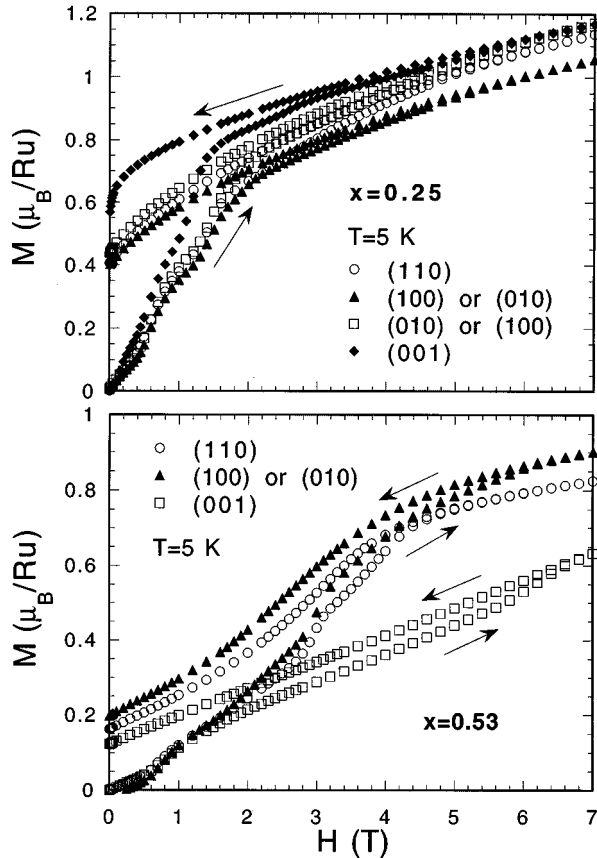 1.2
1
0.8
0.6
0.4
0.2
0
M (μB/Ru)
x=0.25
T=5 K
(110)
(100) or (010)
(010) or (100)
(001)
1
0.8
0.6
0.4
0.2
0
M (μB/Ru)
(110)
(100) or (010)
(001)
T=5 K
x=0.53
0 1 2 3 4 5 6 7
H (T)